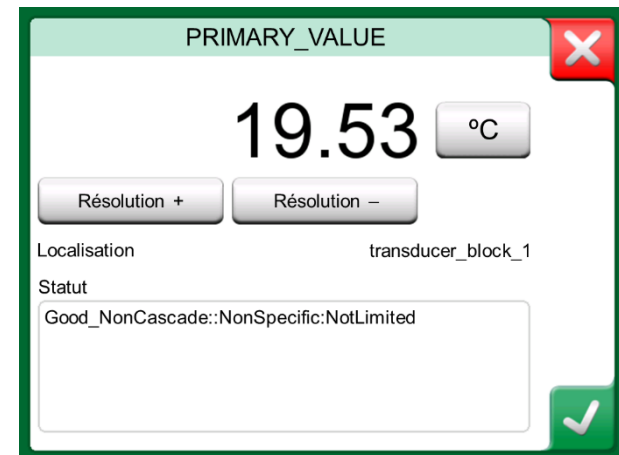 PRIMARY_VALUE
19.53 ºC
Résolution + Résolution –
Localisation transducer_block_1
Statut
Good_NonCascade::NonSpecific:NotLimited